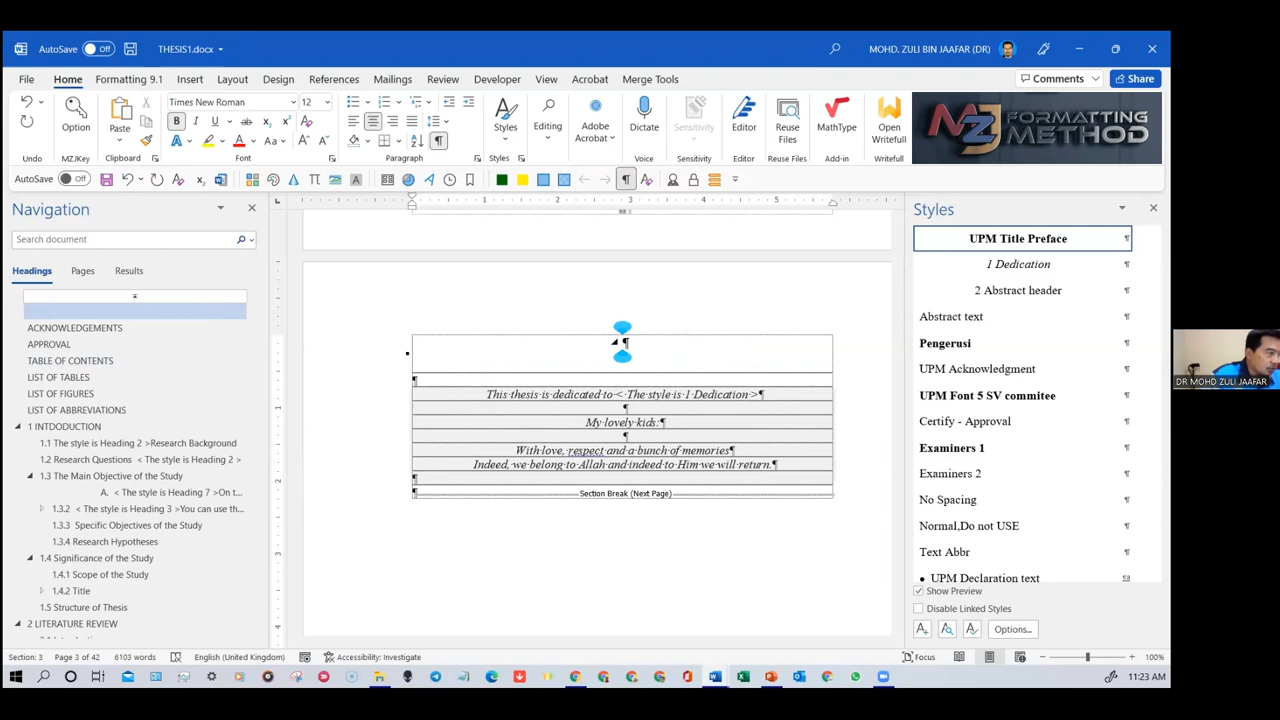 AutoSave Off THESIS1.docx MOHD. ZULI BIN JAAFAR (DR)
File Home Formatting 9.1 Insert Layout Design References Mailings Review Developer View Acrobat Merge Tools Comments Share
Times New Roman 12
Option Paste Styles Editing Adobe Acrobat Dictate Sensitivity Editor Reuse Files MathType Open Writefull
MZ FORMATTING METHOD
Undo MZJKey Clipboard Font Paragraph Styles Voice Sensitivity Editor Reuse Files Add-in Writefull
AutoSave Off
Navigation
Search document
Headings Pages Results
ACKNOWLEDGEMENTS
APPROVAL
TABLE OF CONTENTS
LIST OF TABLES
LIST OF FIGURES
LIST OF ABBREVIATIONS
1 INTDODUCTION
1.1 The style is Heading 2 >Research Background
1.2 Research Questions < The style is Heading 2 >
1.3 The Main Objective of the Study
A. < The style is Heading 7 >On t...
1.3.2 < The style is Heading 3 >You can use th...
1.3.3 Specific Objectives of the Study
1.3.4 Research Hypotheses
1.4 Significance of the Study
1.4.1 Scope of the Study
1.4.2 Title
1.5 Structure of Thesis
2 LITERATURE REVIEW
1 2 3 4 5
¶
¶
This·thesis·is·dedicated·to·<·The·style·is·1·Dedication·>¶
¶
My·lovely·kids:¶
¶
With·love,·respect·and·a·bunch·of·memories¶
Indeed,·we·belong·to·Allah·and·indeed·to·Him·we·will·return.¶
¶
¶ Section Break (Next Page)
Styles
UPM Title Preface ¶
1 Dedication ¶
2 Abstract header ¶
Abstract text ¶
Pengerusi ¶
UPM Acknowledgment ¶
UPM Font 5 SV commitee ¶
Certify - Approval ¶
Examiners 1 ¶
Examiners 2 ¶
No Spacing ¶
Normal,Do not USE ¶
Text Abbr ¶
• UPM Declaration text
Show Preview
Disable Linked Styles
Options...
DR MOHD ZULI JAAFAR
Section: 3 Page 3 of 42 6103 words English (United Kingdom) Accessibility: Investigate Focus 100%
11:23 AM